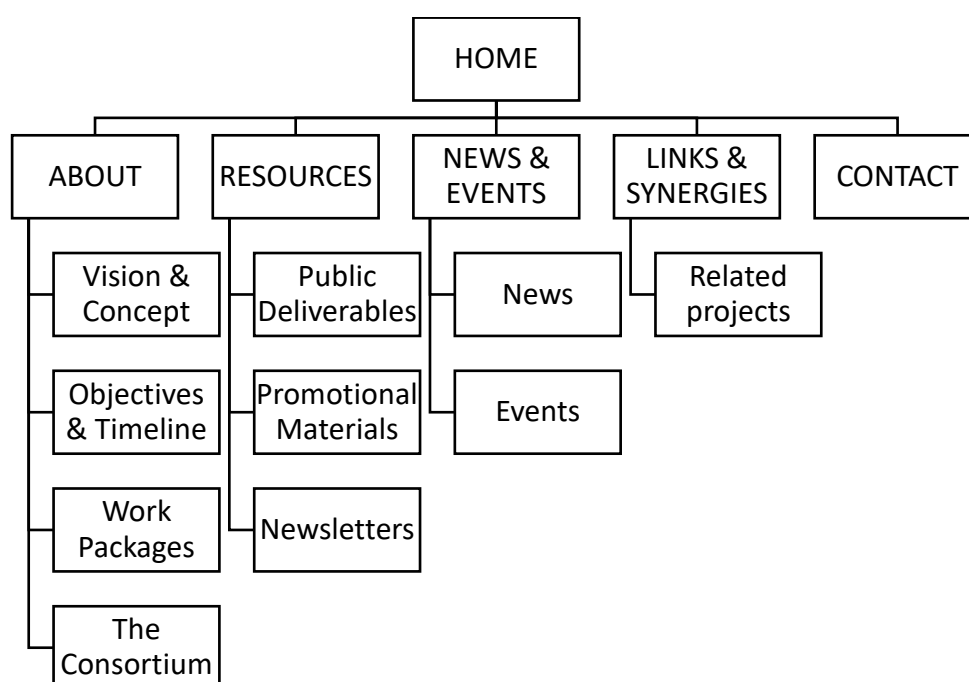 HOME
ABOUT
RESOURCES
NEWS &
EVENTS
LINKS &
SYNERGIES
CONTACT
Vision &
Concept
Objectives
& Timeline
Work
Packages
The
Consortium
Public
Deliverables
Promotional
Materials
Newsletters
News
Events
Related
projects